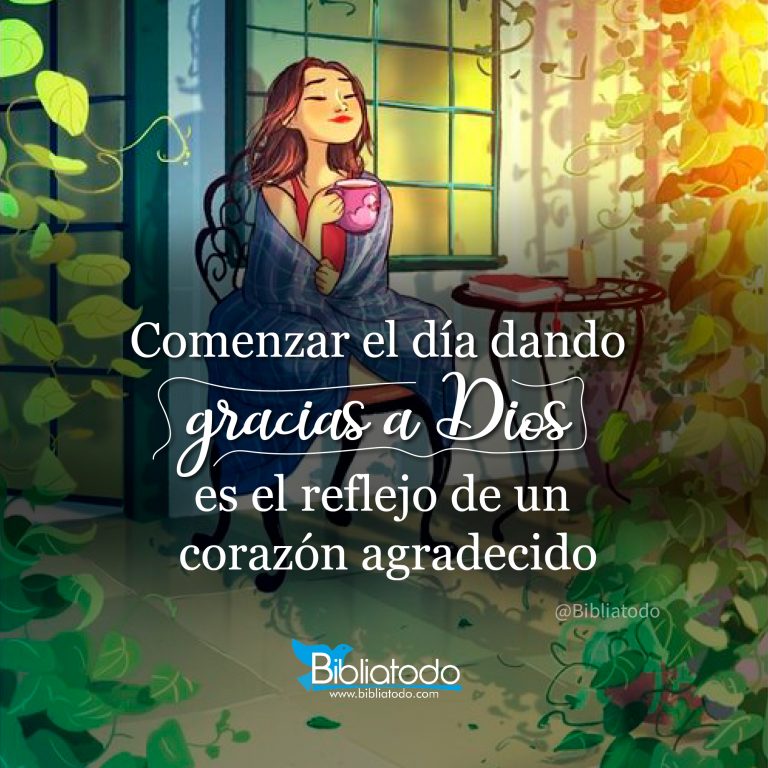 Comenzar el día dando
gracias a Dios
es el reflejo de un
corazón agradecido
@Bibliatodo
Bibliatodo
www.bibliatodo.com